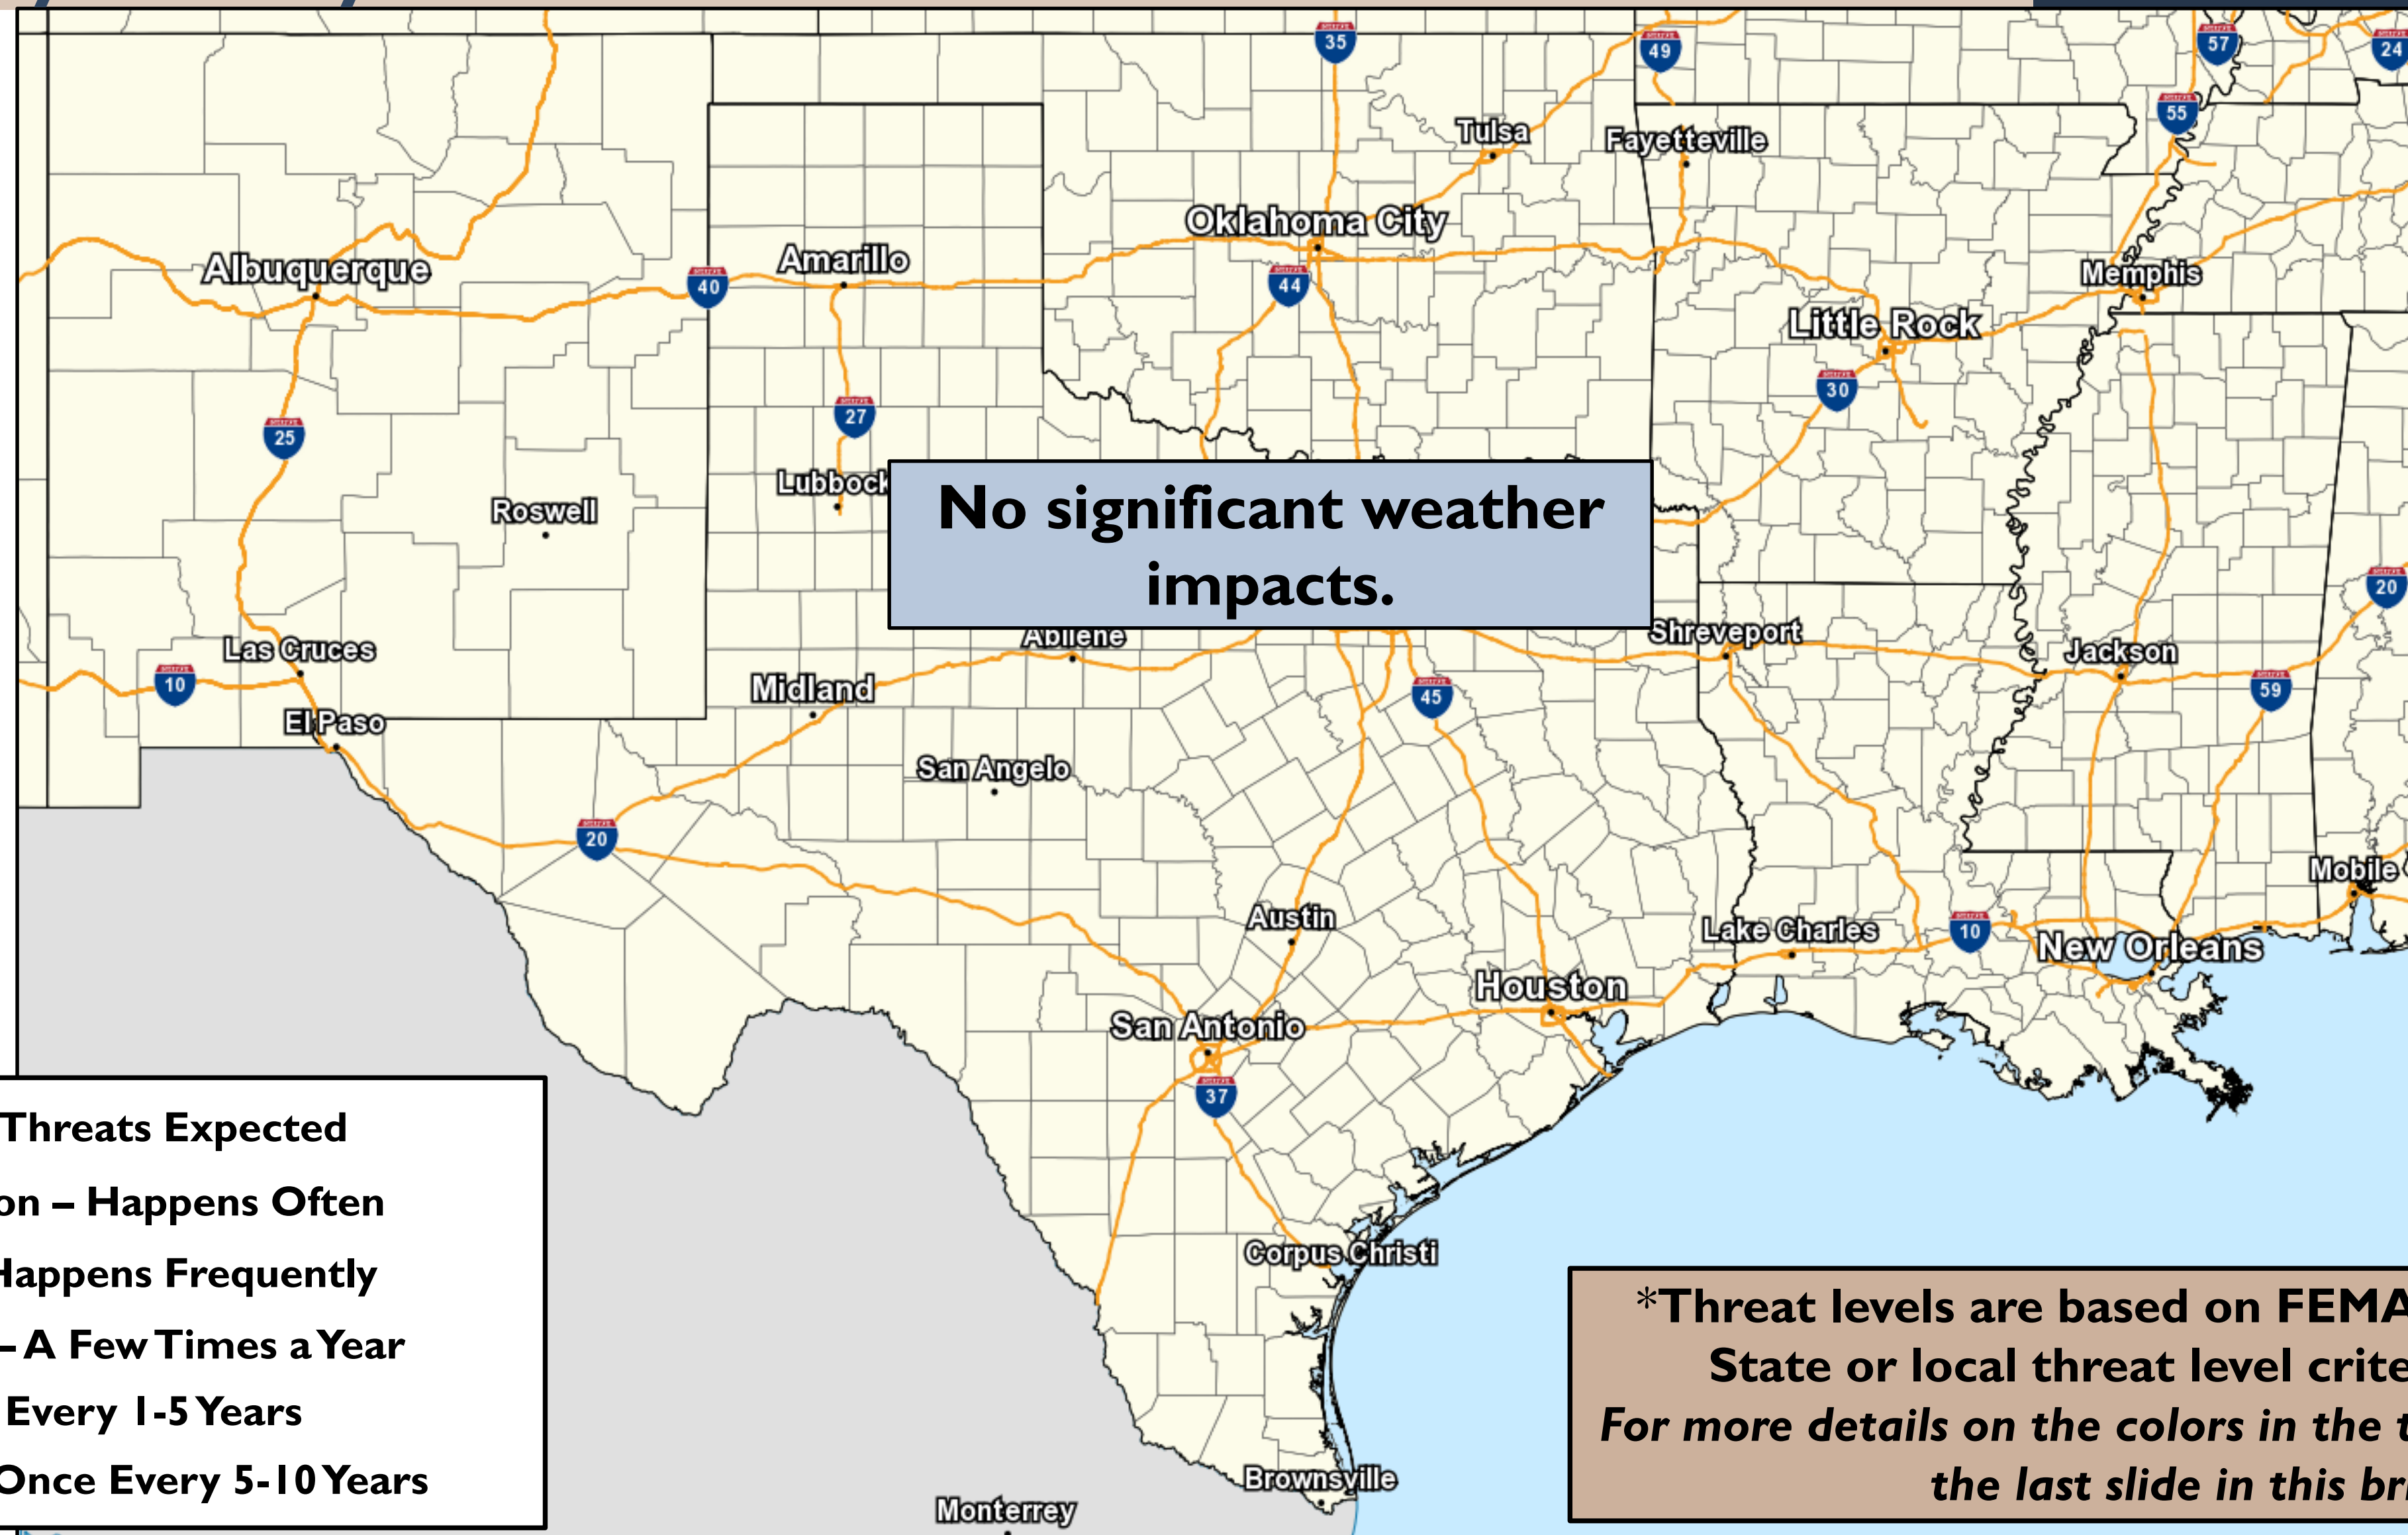 35
49
57
24
55
Tulsa
Fayetteville
Oklahoma City
Albuquerque
Amarillo
40
44
Memphis
Little Rock
30
25
27
Lubbock
Roswell
No significant weather
impacts.
20
Abilene
Shreveport
Las Cruces
Jackson
10
Midland
45
59
El Paso
San Angelo
20
Mobile
Austin
Lake Charles
10
New Orleans
Houston
San Antonio
37
Threats Expected
on – Happens Often
Happens Frequently
– A Few Times a Year
Every 1-5 Years
Once Every 5-10 Years
Corpus Christi
Brownsville
Monterrey
*Threat levels are based on FEMA
State or local threat level crite
For more details on the colors in the t
the last slide in this bri